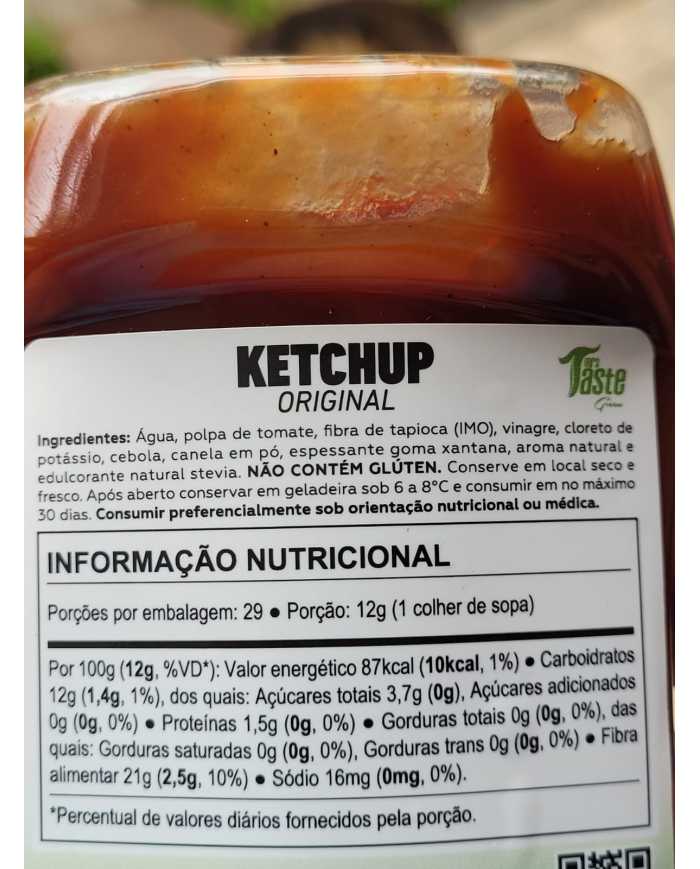 KETCHUP
ORIGINAL
Mrs Taste
Green
Ingredientes: Água, polpa de tomate, fibra de tapioca (IMO), vinagre, cloreto de
potássio, cebola, canela em pó, espessante goma xantana, aroma natural e
edulcorante natural stevia. NÃO CONTÉM GLÚTEN. Conserve em local seco e
fresco. Após aberto conservar em geladeira sob 6 a 8°C e consumir em no máximo
30 dias. Consumir preferencialmente sob orientação nutricional ou médica.
INFORMAÇÃO NUTRICIONAL
Porções por embalagem: 29 ● Porção: 12g (1 colher de sopa)
Por 100g (12g, %VD*): Valor energético 87kcal (10kcal, 1%) ● Carboidratos
12g (1,4g, 1%), dos quais: Açúcares totais 3,7g (0g), Açúcares adicionados
0g (0g, 0%) ● Proteínas 1,5g (0g, 0%) ● Gorduras totais 0g (0g, 0%), das
quais: Gorduras saturadas 0g (0g, 0%), Gorduras trans 0g (0g, 0%) ● Fibra
alimentar 21g (2,5g, 10%) ● Sódio 16mg (0mg, 0%).
*Percentual de valores diários fornecidos pela porção.